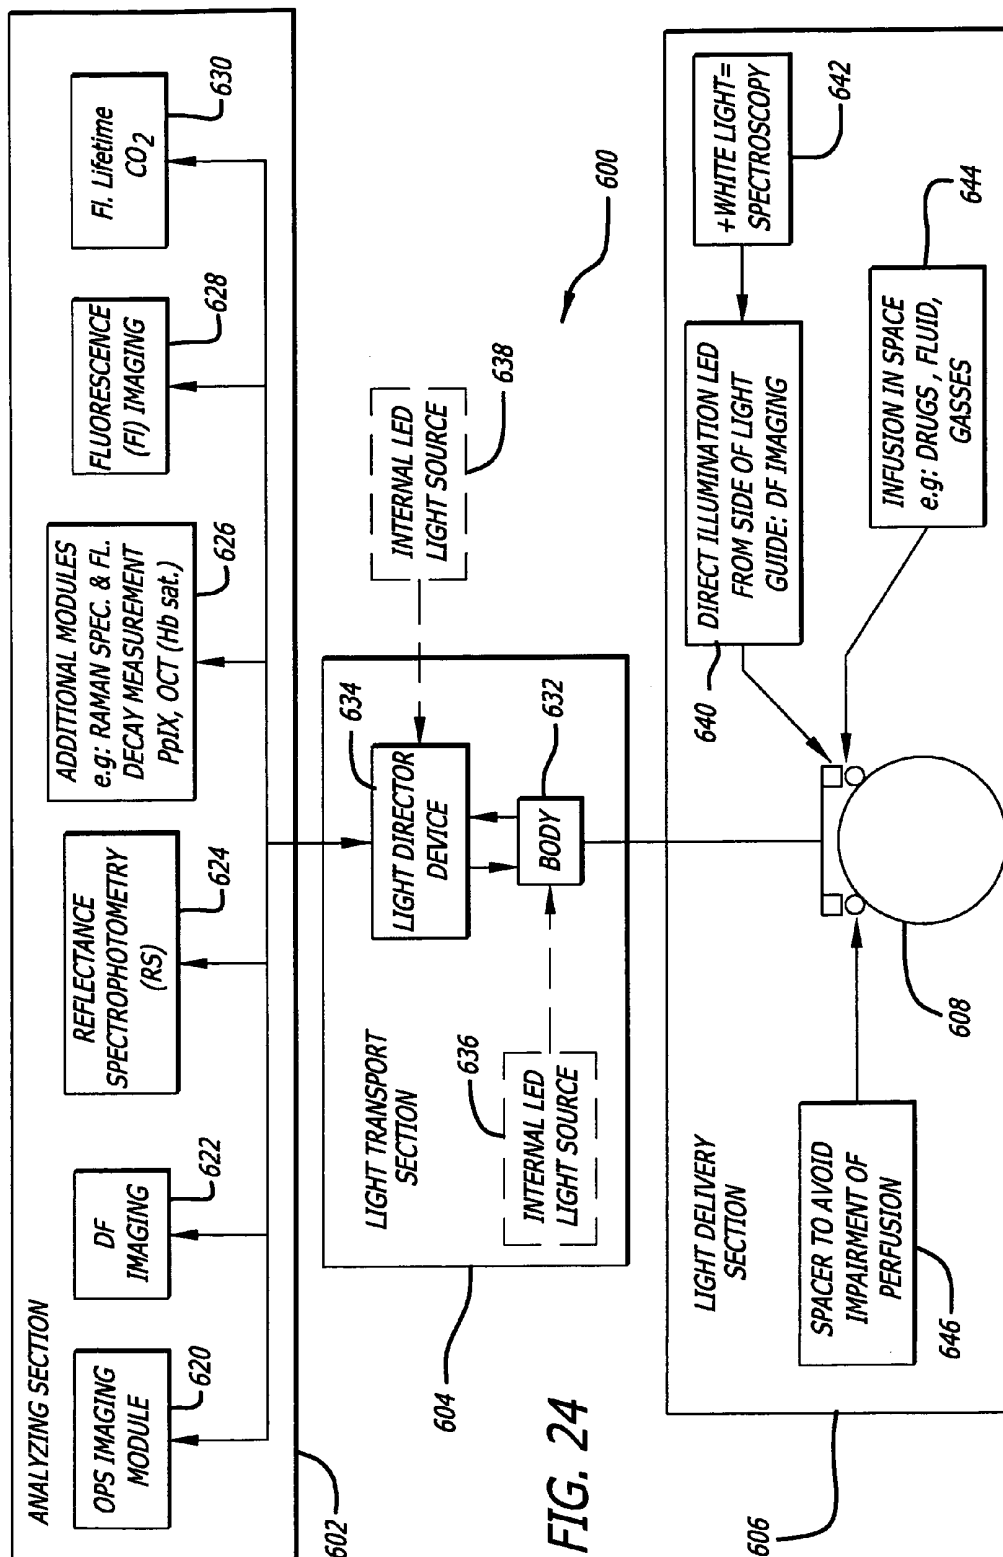 ANALYZING SECTION
OPS IMAGING
MODULE
620
DF
IMAGING
622
REFLECTANCE
SPECTROPHOTOMETRY
(RS)
624
ADDITIONAL MODULES
e.g: RAMAN SPEC. & FL.
DECAY MEASUREMENT
PpIX, OCT (Hb sat.)
626
FLUORESCENCE
(Fl) IMAGING
628
Fl. Lifetime
CO2
630
602
LIGHT TRANSPORT
SECTION
604
LIGHT DIRECTOR
DEVICE
634
BODY
632
INTERNAL LED
LIGHT SOURCE
636
INTERNAL LED
LIGHT SOURCE
638
600
FIG. 24
LIGHT DELIVERY
SECTION
606
SPACER TO AVOID
IMPAIRMENT OF
PERFUSION
646
608
640
DIRECT ILLUMINATION LED
FROM SIDE OF LIGHT
GUIDE: DF IMAGING
+WHITE LIGHT=
SPECTROSCOPY
642
INFUSION IN SPACE
e.g: DRUGS , FLUID,
GASSES
644